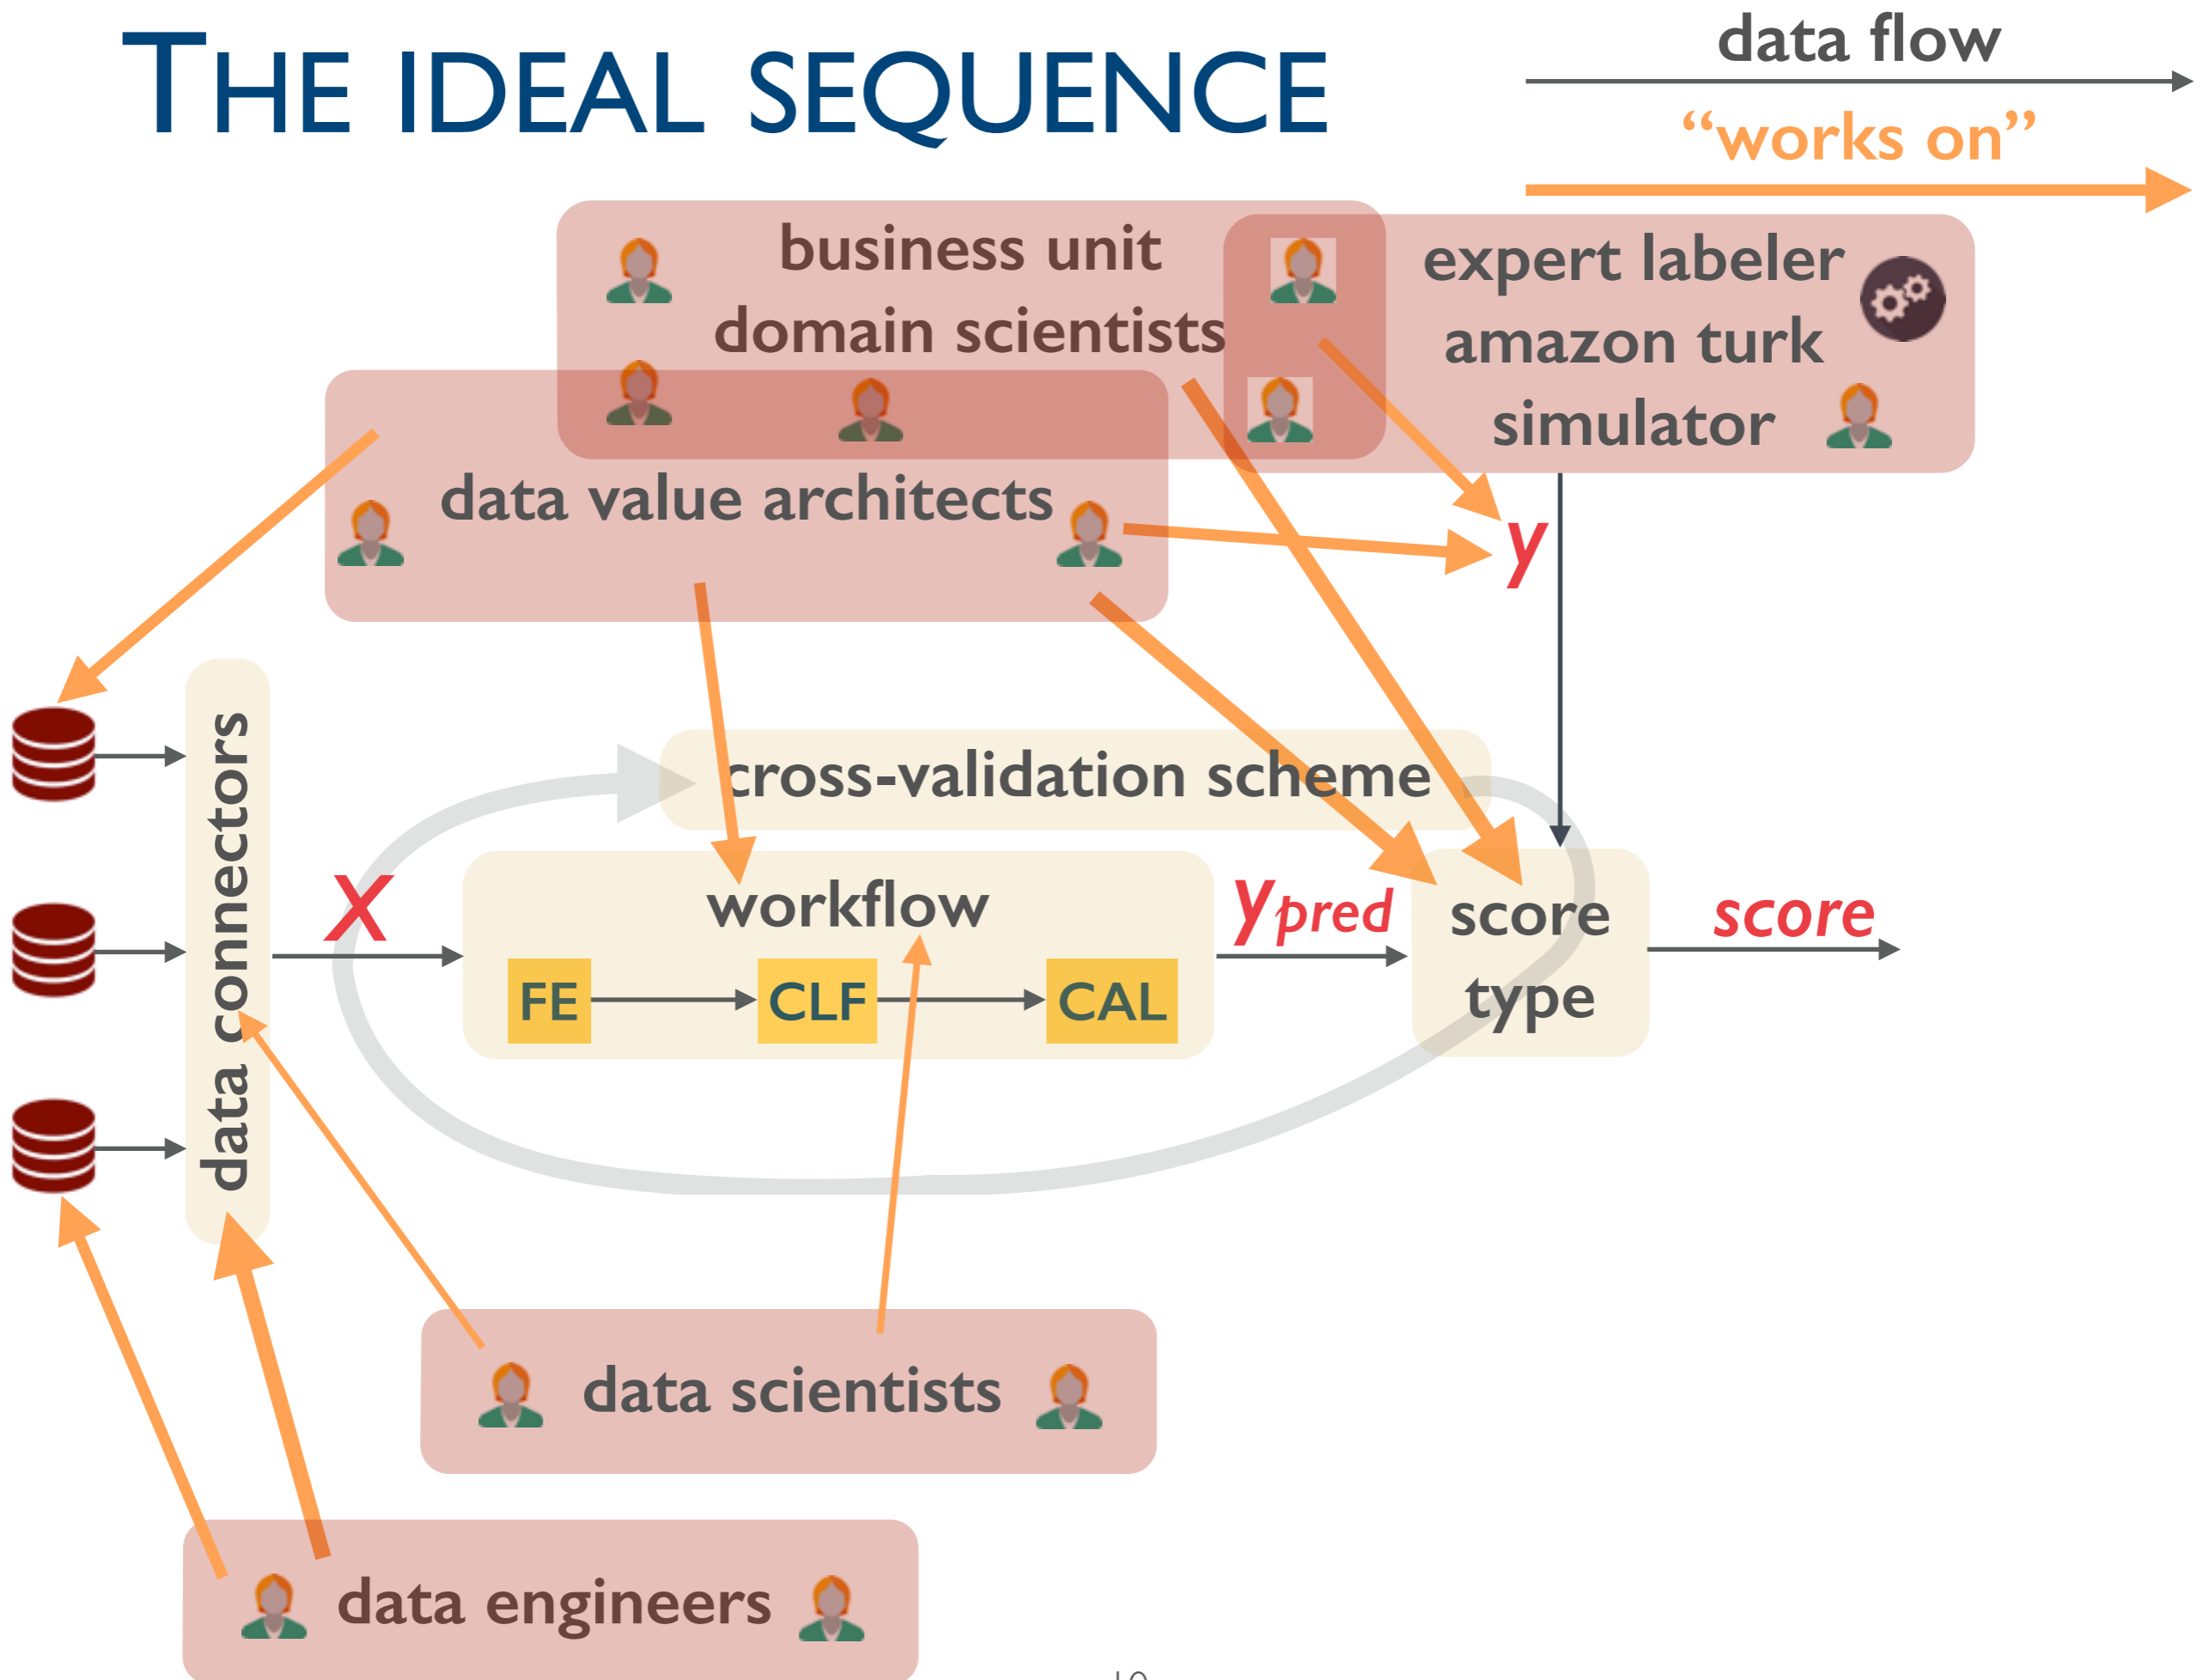 THE IDEAL SEQUENCE
data flow
“works on”
business unit
domain scientists
expert labeler
amazon turk
simulator
data value architects
y
data connectors
cross-validation scheme
X
workflow
FE
CLF
CAL
ypred
score
type
score
data scientists
data engineers